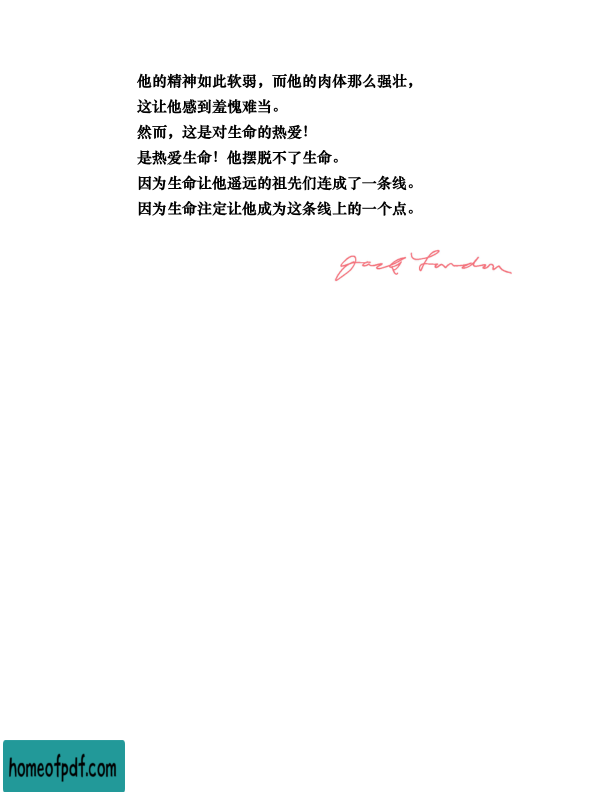 他的精神如此软弱，而他的肉体那么强壮，
这让他感到羞愧难当。
然而，这是对生命的热爱！
是热爱生命！他摆脱不了生命。
因为生命让他遥远的祖先们连成了一条线。
因为生命注定让他成为这条线上的一个点。
Jack London
homeofpdf.com